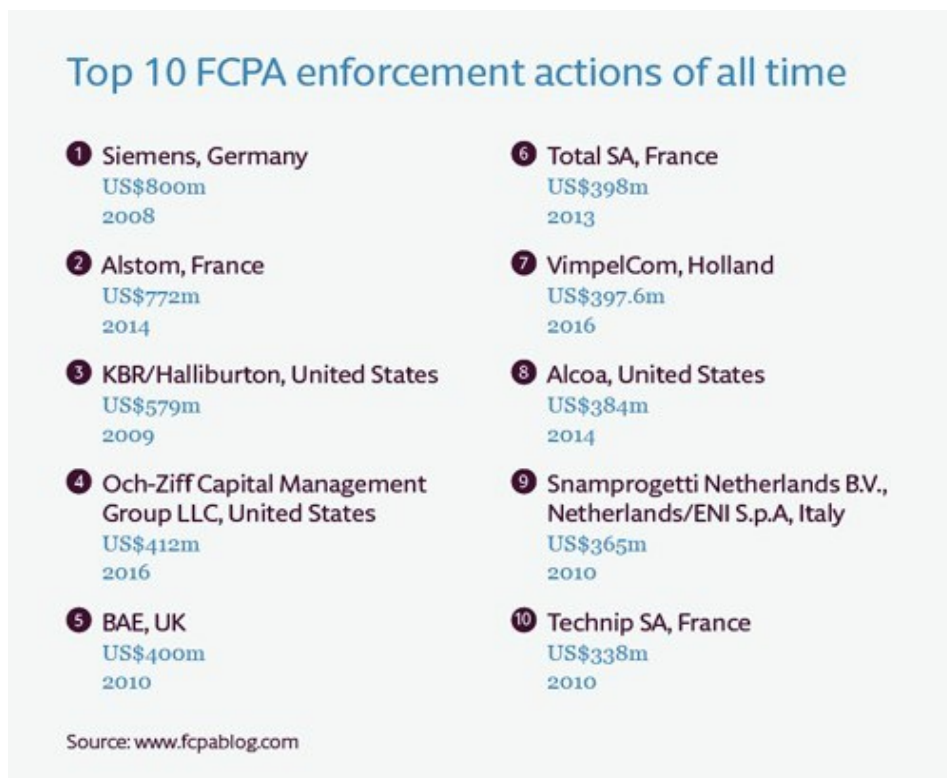 Top 10 FCPA enforcement actions of all time
1 Siemens, Germany
US$800m
2008
2 Alstom, France
US$772m
2014
3 KBR/Halliburton, United States
US$579m
2009
4 Och-Ziff Capital Management
Group LLC, United States
US$412m
2016
5 BAE, UK
US$400m
2010
6 Total SA, France
US$398m
2013
7 VimpelCom, Holland
US$397.6m
2016
8 Alcoa, United States
US$384m
2014
9 Snamprogetti Netherlands B.V.,
Netherlands/ENI S.p.A, Italy
US$365m
2010
10 Technip SA, France
US$338m
2010
Source: www.fcpablog.com